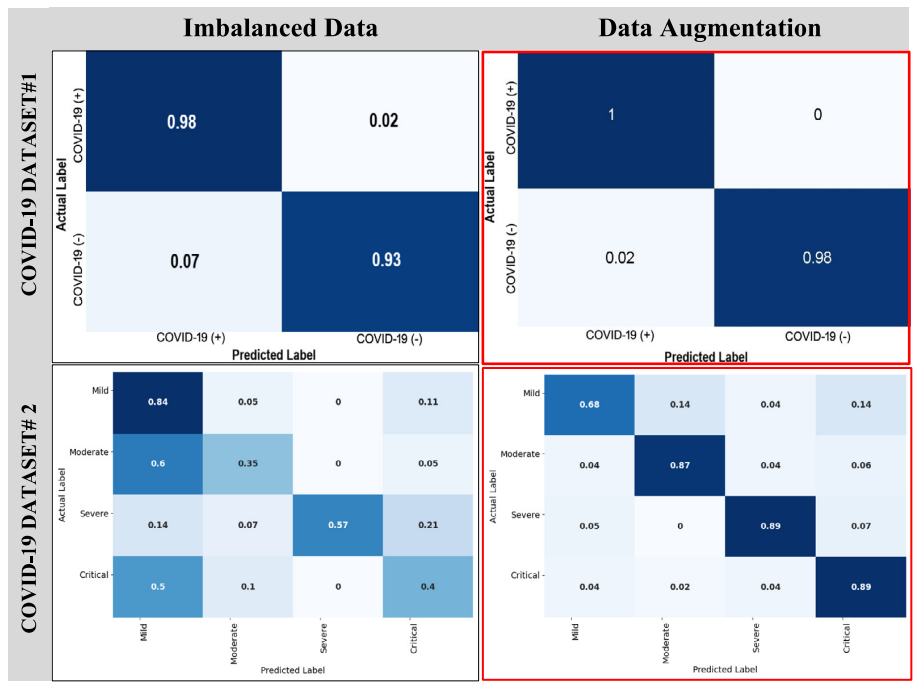 Imbalanced Data
Data Augmentation
COVID-19 DATASET#1
Actual Label
COVID-19 (+)
COVID-19 (-)
0.98 0.02
0.07 0.93
COVID-19 (+) COVID-19 (-)
Predicted Label
Actual Label
COVID-19 (+)
COVID-19 (-)
1 0
0.02 0.98
COVID-19 (+) COVID-19 (-)
Predicted Label
COVID-19 DATASET# 2
Actual Label
Mild 0.84 0.05 0 0.11
Moderate 0.6 0.35 0 0.05
Severe 0.14 0.07 0.57 0.21
Critical 0.5 0.1 0 0.4
Mild Moderate Severe Critical
Predicted Label
Actual Label
Mild 0.68 0.14 0.04 0.14
Moderate 0.04 0.87 0.04 0.06
Severe 0.05 0 0.89 0.07
Critical 0.04 0.02 0.04 0.89
Mild Moderate Severe Critical
Predicted Label